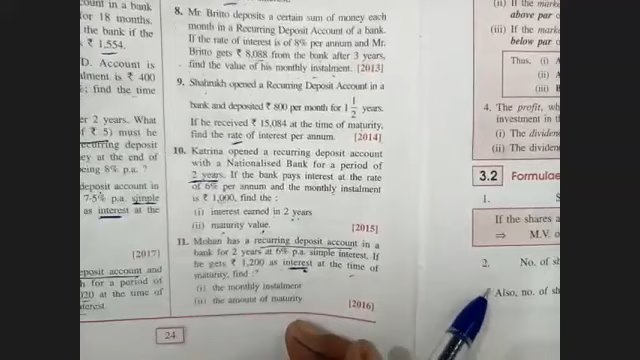 count in a bank
for 18 months.
the bank if the
₹ 1,554.
D. Account is
alment is ₹ 400
find the time
er 2 years. What
of ₹ 5) must he
recurring deposit
ey at the end of
eing 8% p.a. ?
deposit account in
7·5% p.a. simple
as interest at the
[2017]
eposit account and
h for a period of
020 at the time of
nterest.
8. Mr. Britto deposits a certain sum of money each
month in a Recurring Deposit Account of a bank.
If the rate of interest is of 8% per annum and Mr.
Britto gets ₹ 8,088 from the bank after 3 years,
find the value of his monthly instalment. [2013]
9. Shahrukh opened a Recurring Deposit Account in a
bank and deposited ₹ 800 per month for 1 1/2 years.
If he received ₹ 15,084 at the time of maturity,
find the rate of interest per annum. [2014]
10. Katrina opened a recurring deposit account
with a Nationalised Bank for a period of
2 years. If the bank pays interest at the rate
of 6% per annum and the monthly instalment
is ₹ 1,000, find the :
(i) interest earned in 2 years
(ii) maturity value. [2015]
11. Mohan has a recurring deposit account in a
bank for 2 years at 6% p.a. simple interest. If
he gets ₹ 1,200 as interest at the time of
maturity, find :
(i) the monthly instalment
(ii) the amount of maturity [2016]
24
(ii) If the marke
above par o
(iii) If the marke
below par o
Thus, (i) A
(ii) A
(iii) B
4. The profit, wh
investment in t
(i) The dividend
(ii) The dividen
3.2 Formulae
1. S
If the shares a
⇒ M.V. o
2. No. of sh
Also, no. of sh